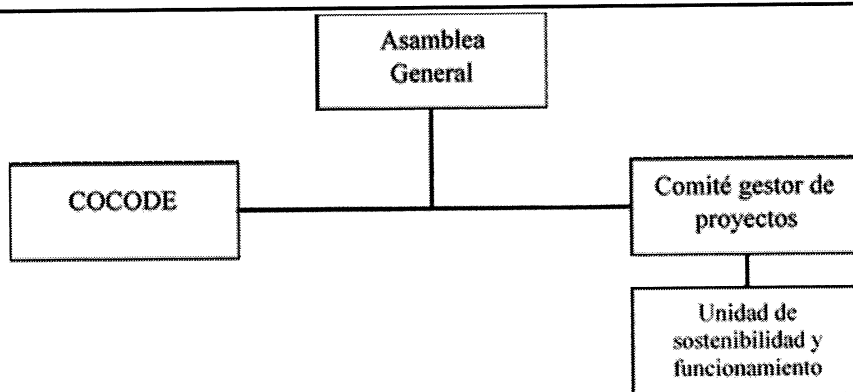 Asamblea
General
COCODE
Comité gestor de
proyectos
Unidad de
sostenibilidad y
funcionamiento